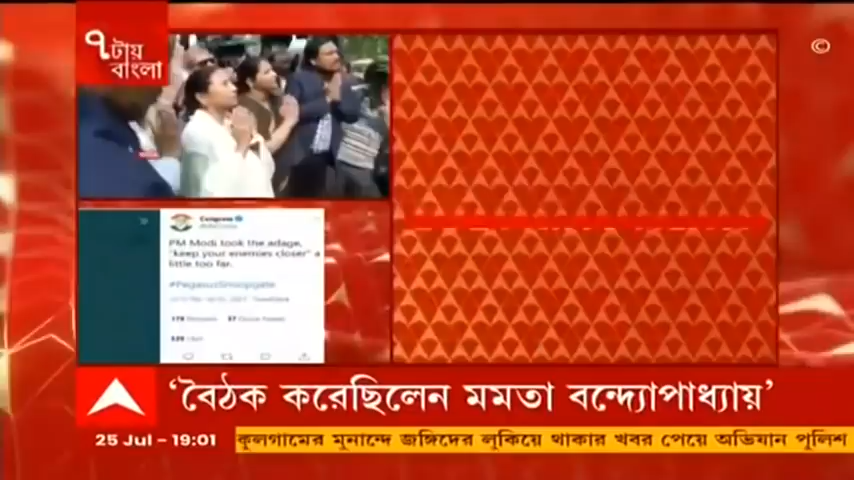 ৭টায়
বাংলা
©
Congress
PM Modi took the adage,
"keep your enemies closer" a
little too far.
#PegasusSnoopgate
'বৈঠক করেছিলেন মমতা বন্দ্যোপাধ্যায়'
25 Jul - 19:01
কুলগামের মুনান্দে জঙ্গিদের লুকিয়ে থাকার খবর পেয়ে অভিযান পুলিশ